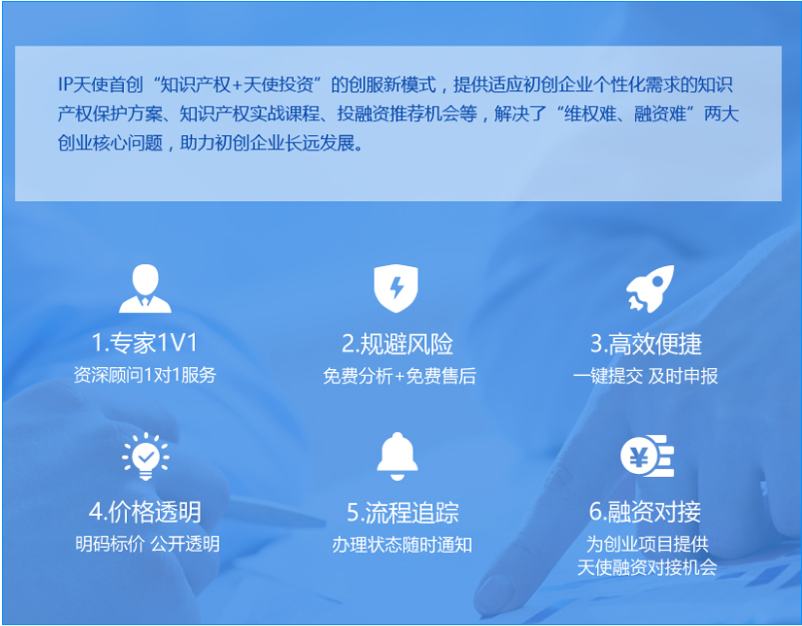 IP天使首创“知识产权+天使投资”的创服新模式，提供适应初创企业个性化需求的知识
产权保护方案、知识产权实战课程、投融资推荐机会等，解决了“维权难、融资难”两大
创业核心问题，助力初创企业长远发展。
1.专家1V1
资深顾问1对1服务
2.规避风险
免费分析+免费售后
3.高效便捷
一键提交 及时申报
4.价格透明
明码标价 公开透明
5.流程追踪
办理状态随时通知
6.融资对接
为创业项目提供
天使融资对接机会